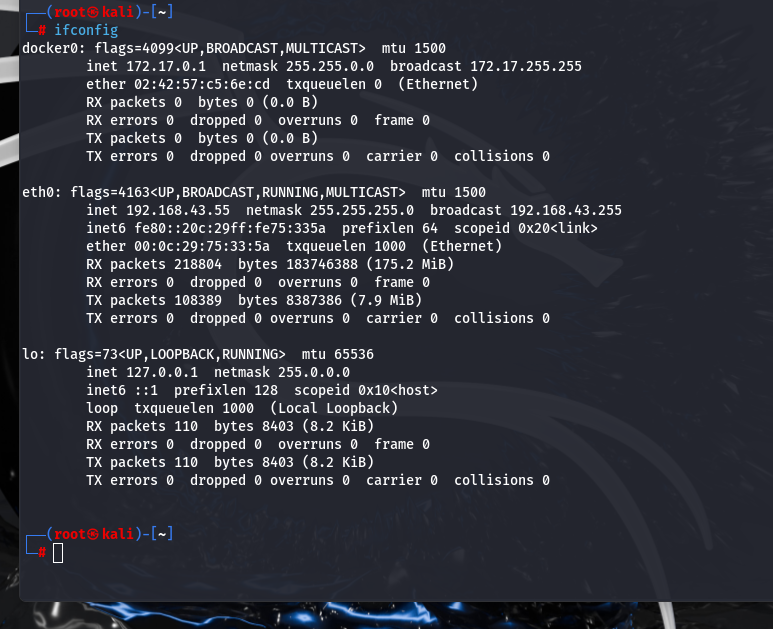 ┌──(root㉿kali)-[~]
└─# ifconfig
docker0: flags=4099<UP,BROADCAST,MULTICAST>  mtu 1500
        inet 172.17.0.1  netmask 255.255.0.0  broadcast 172.17.255.255
        ether 02:42:57:c5:6e:cd  txqueuelen 0  (Ethernet)
        RX packets 0  bytes 0 (0.0 B)
        RX errors 0  dropped 0  overruns 0  frame 0
        TX packets 0  bytes 0 (0.0 B)
        TX errors 0  dropped 0 overruns 0  carrier 0  collisions 0

eth0: flags=4163<UP,BROADCAST,RUNNING,MULTICAST>  mtu 1500
        inet 192.168.43.55  netmask 255.255.255.0  broadcast 192.168.43.255
        inet6 fe80::20c:29ff:fe75:335a  prefixlen 64  scopeid 0x20<link>
        ether 00:0c:29:75:33:5a  txqueuelen 1000  (Ethernet)
        RX packets 218804  bytes 183746388 (175.2 MiB)
        RX errors 0  dropped 0  overruns 0  frame 0
        TX packets 108389  bytes 8387386 (7.9 MiB)
        TX errors 0  dropped 0 overruns 0  carrier 0  collisions 0

lo: flags=73<UP,LOOPBACK,RUNNING>  mtu 65536
        inet 127.0.0.1  netmask 255.0.0.0
        inet6 ::1  prefixlen 128  scopeid 0x10<host>
        loop  txqueuelen 1000  (Local Loopback)
        RX packets 110  bytes 8403 (8.2 KiB)
        RX errors 0  dropped 0  overruns 0  frame 0
        TX packets 110  bytes 8403 (8.2 KiB)
        TX errors 0  dropped 0 overruns 0  carrier 0  collisions 0

┌──(root㉿kali)-[~]
└─#